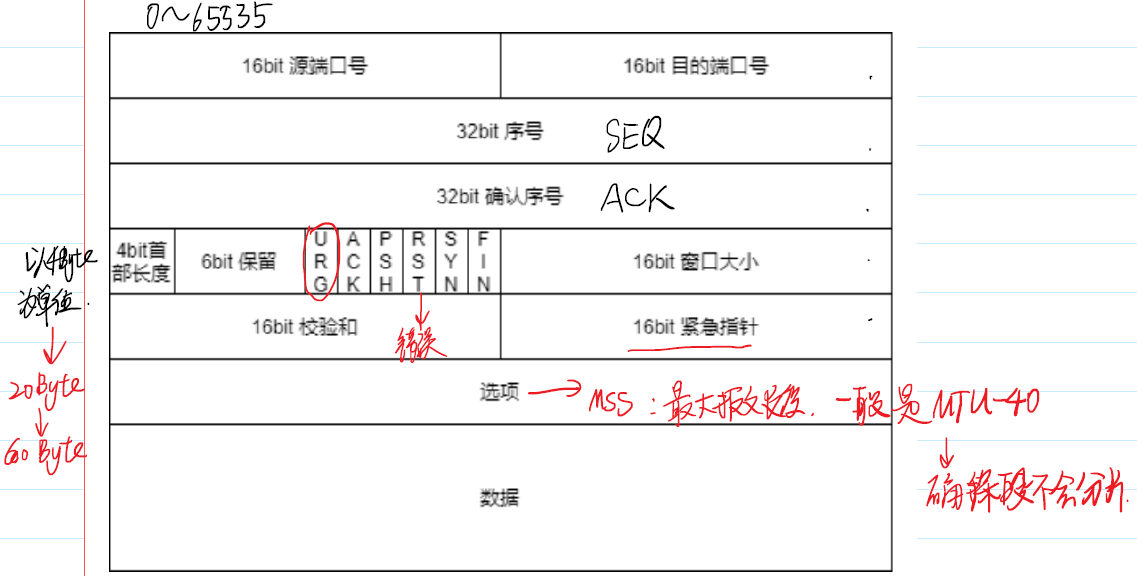 0~65535
16bit 源端口号 16bit 目的端口号
32bit 序号 SEQ
32bit 确认序号 ACK
以4Byte
为单位.
20Byte
60Byte
4bit首
部长度
6bit 保留
URG
ACK
PSH
RST
SYN
FIN
16bit 窗口大小
16bit 校验和
错误
16bit 紧急指针
选项 MSS:最大报文长度. 一般是MTU-40
确保段不会分片.
数据